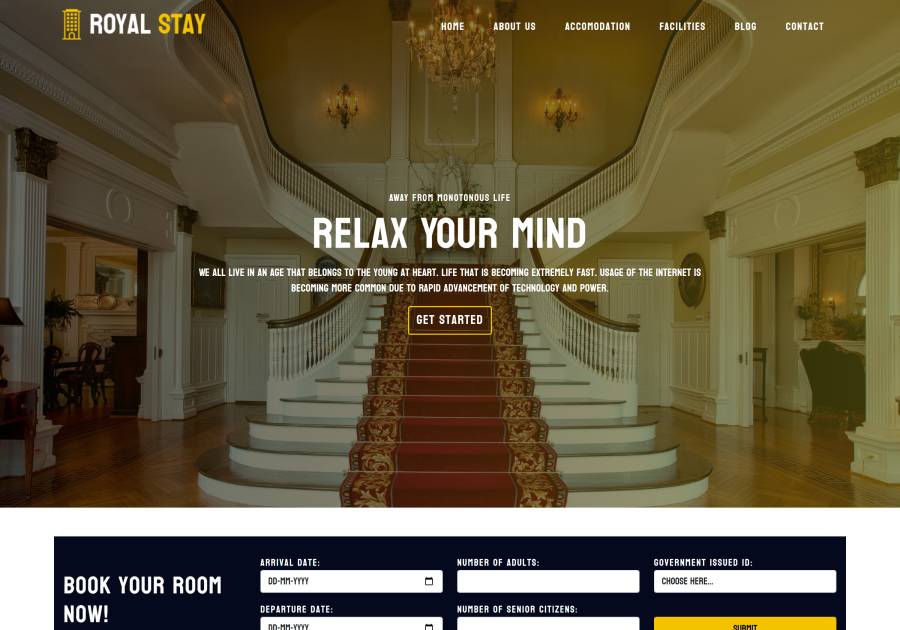 ROYAL STAY
HOME ABOUT US ACCOMODATION FACILITIES BLOG CONTACT
AWAY FROM MONOTONOUS LIFE
RELAX YOUR MIND
WE ALL LIVE IN AN AGE THAT BELONGS TO THE YOUNG AT HEART. LIFE THAT IS BECOMING EXTREMELY FAST. USAGE OF THE INTERNET IS
BECOMING MORE COMMON DUE TO RAPID ADVANCEMENT OF TECHNOLOGY AND POWER.
GET STARTED
BOOK YOUR ROOM
NOW!
ARRIVAL DATE:
DD-MM-YYYY
DEPARTURE DATE:
DD-MM-YYYY
NUMBER OF ADULTS:
NUMBER OF SENIOR CITIZENS:
GOVERNMENT ISSUED ID:
CHOOSE HERE...
SUBMIT